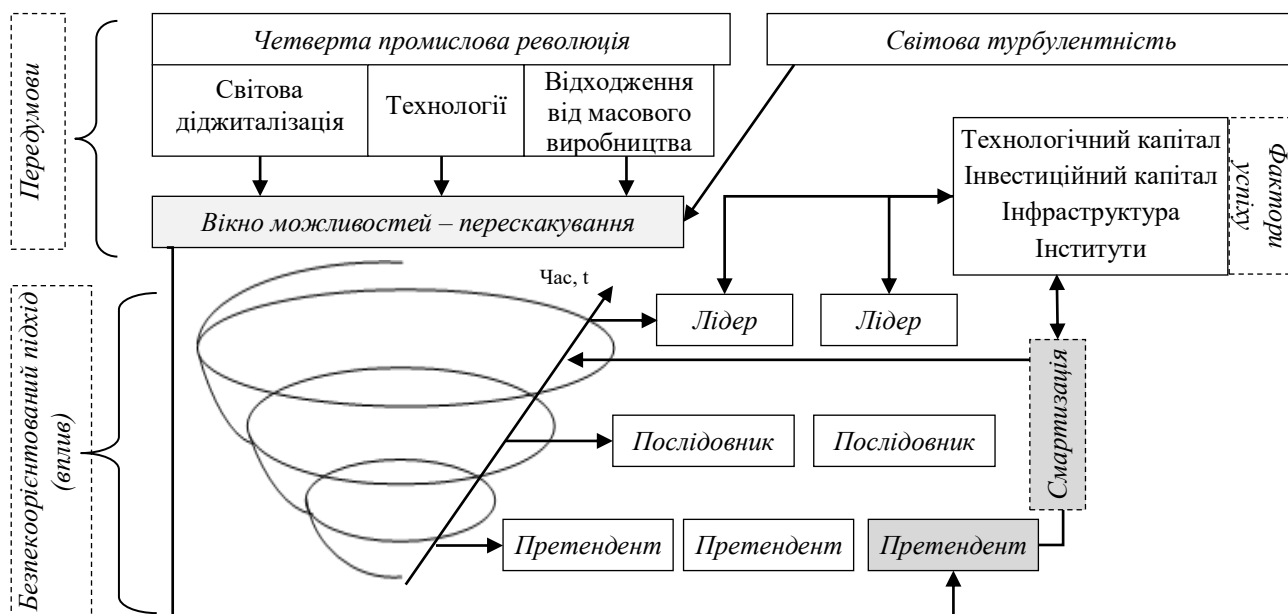 Передумови
Четверта промислова революція
Світова турбулентність
Світова
діджиталізація
Технології
Відходження
від масового
виробництва
Вікно можливостей – перескакування
Технологічний капітал
Інвестиційний капітал
Інфраструктура
Інститути
Фактори
успіху
Безпекоорієнтований підхід
(вплив)
Час, t
Лідер
Лідер
Смартизація
Послідовник
Послідовник
Претендент
Претендент
Претендент